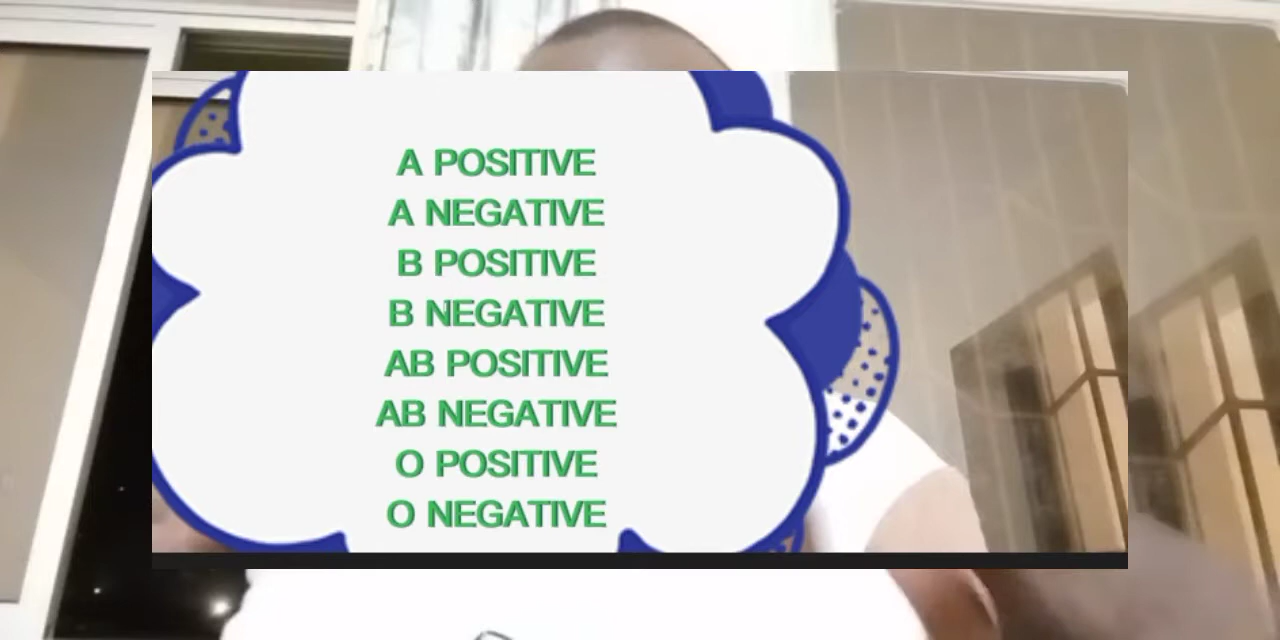 A POSITIVE
A NEGATIVE
B POSITIVE
B NEGATIVE
AB POSITIVE
AB NEGATIVE
O POSITIVE
O NEGATIVE